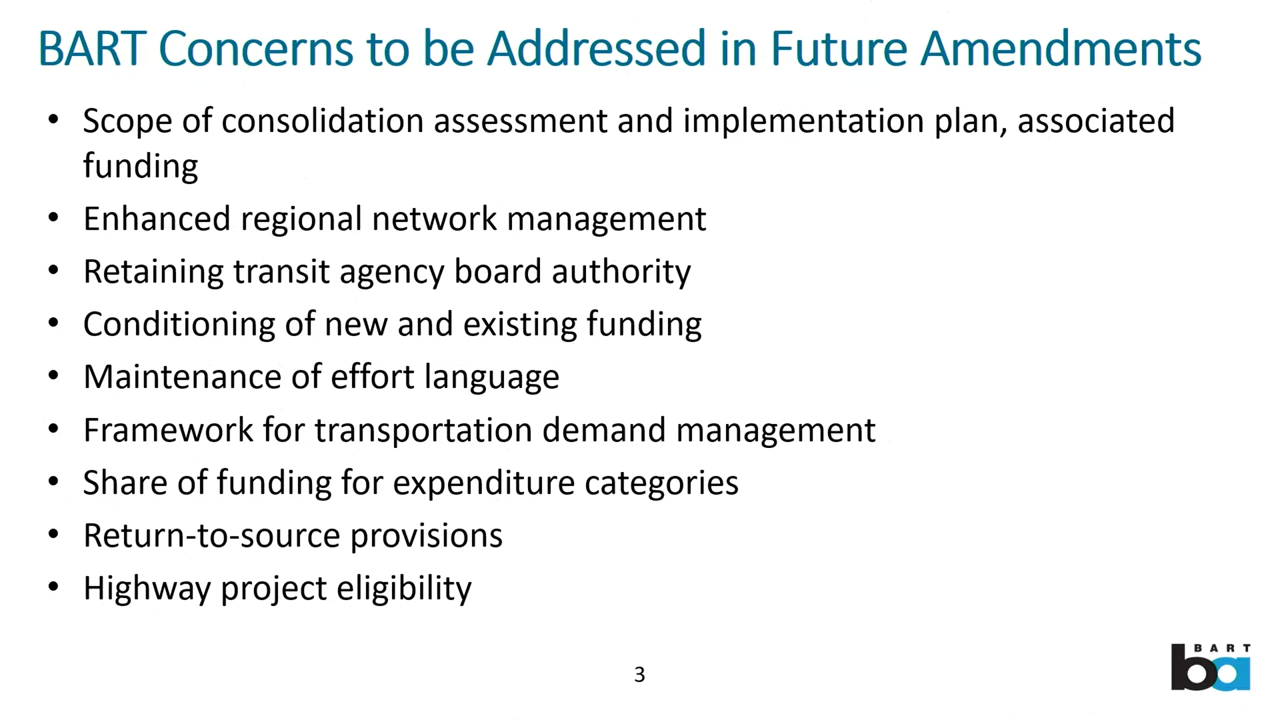 BART Concerns to be Addressed in Future Amendments
• Scope of consolidation assessment and implementation plan, associated
funding
• Enhanced regional network management
• Retaining transit agency board authority
• Conditioning of new and existing funding
• Maintenance of effort language
• Framework for transportation demand management
• Share of funding for expenditure categories
• Return-to-source provisions
• Highway project eligibility
3
BART
ba